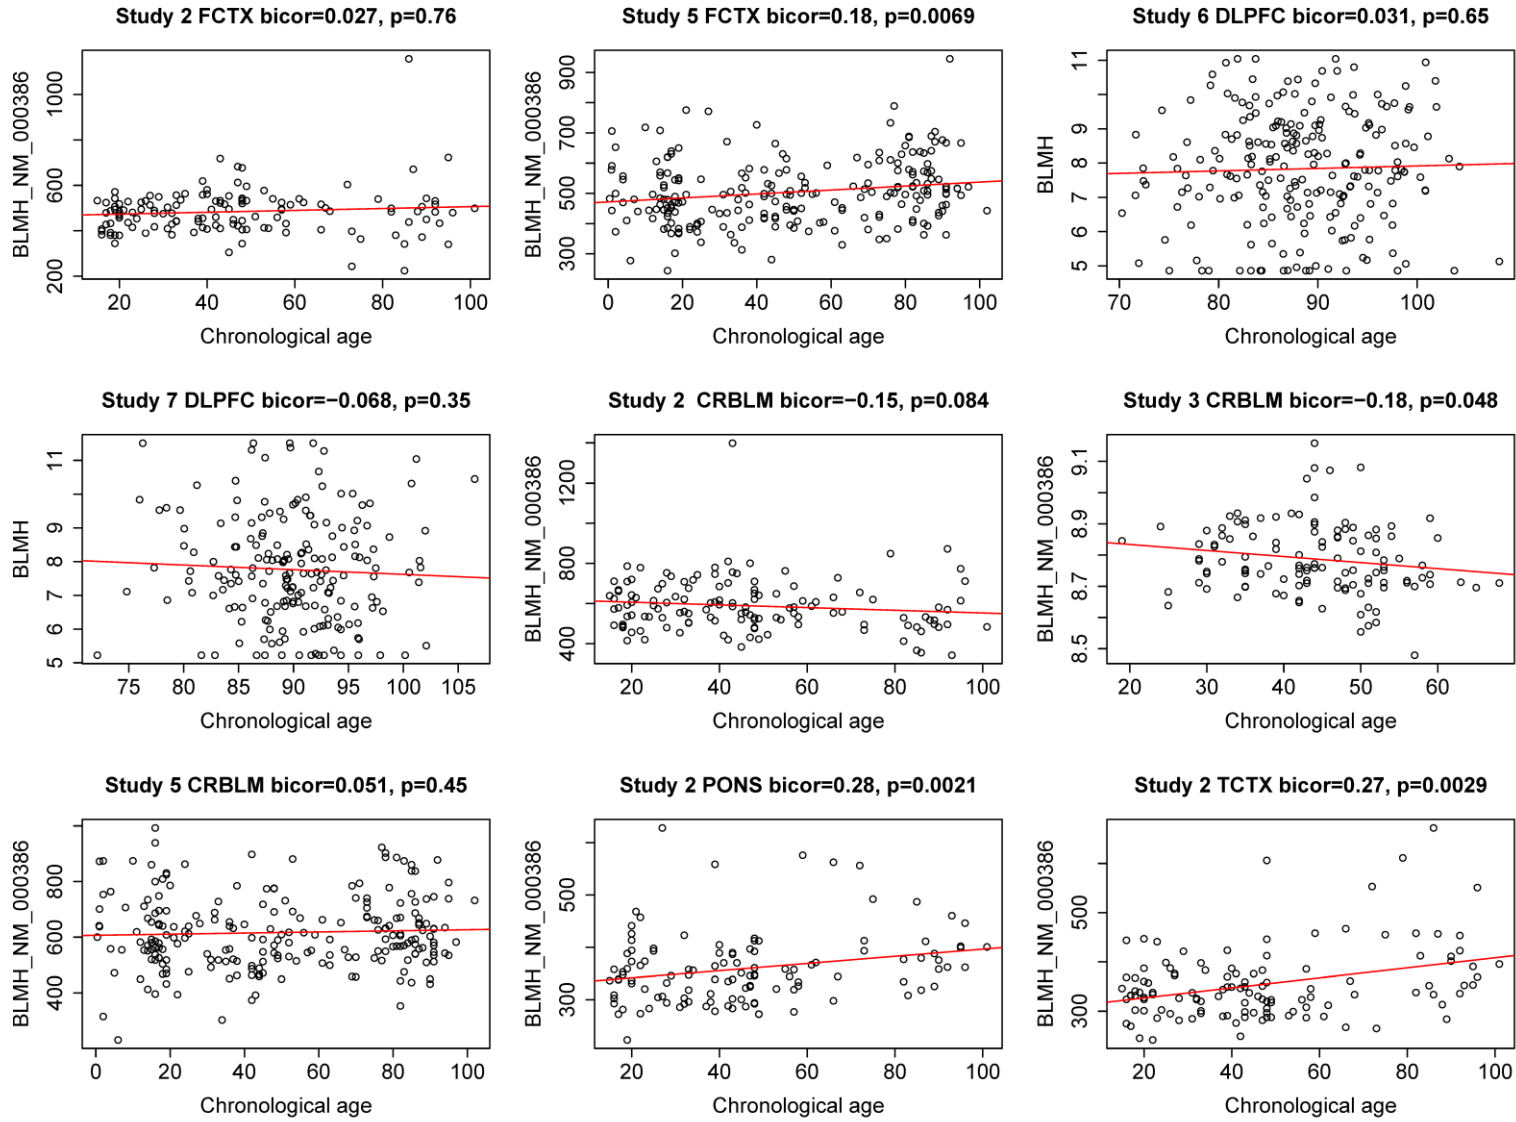 Study 2 FCTX bicor=0.027, p=0.76
BLMH_NM_000386
200
600
1000
20 40 60 80 100
Chronological age
Study 5 FCTX bicor=0.18, p=0.0069
BLMH_NM_000386
300
500
700
900
0 20 40 60 80 100
Chronological age
Study 6 DLPFC bicor=0.031, p=0.65
BLMH
5
6
7
8
9
11
70 80 90 100
Chronological age
Study 7 DLPFC bicor=−0.068, p=0.35
BLMH
5
6
7
8
9
11
75 80 85 90 95 100 105
Chronological age
Study 2 CRBLM bicor=−0.15, p=0.084
BLMH_NM_000386
400
800
1200
20 40 60 80 100
Chronological age
Study 3 CRBLM bicor=−0.18, p=0.048
BLMH_NM_000386
8.5
8.7
8.9
9.1
20 30 40 50 60
Chronological age
Study 5 CRBLM bicor=0.051, p=0.45
BLMH_NM_000386
400
600
800
0 20 40 60 80 100
Chronological age
Study 2 PONS bicor=0.28, p=0.0021
BLMH_NM_000386
300
500
20 40 60 80 100
Chronological age
Study 2 TCTX bicor=0.27, p=0.0029
BLMH_NM_000386
300
500
20 40 60 80 100
Chronological age